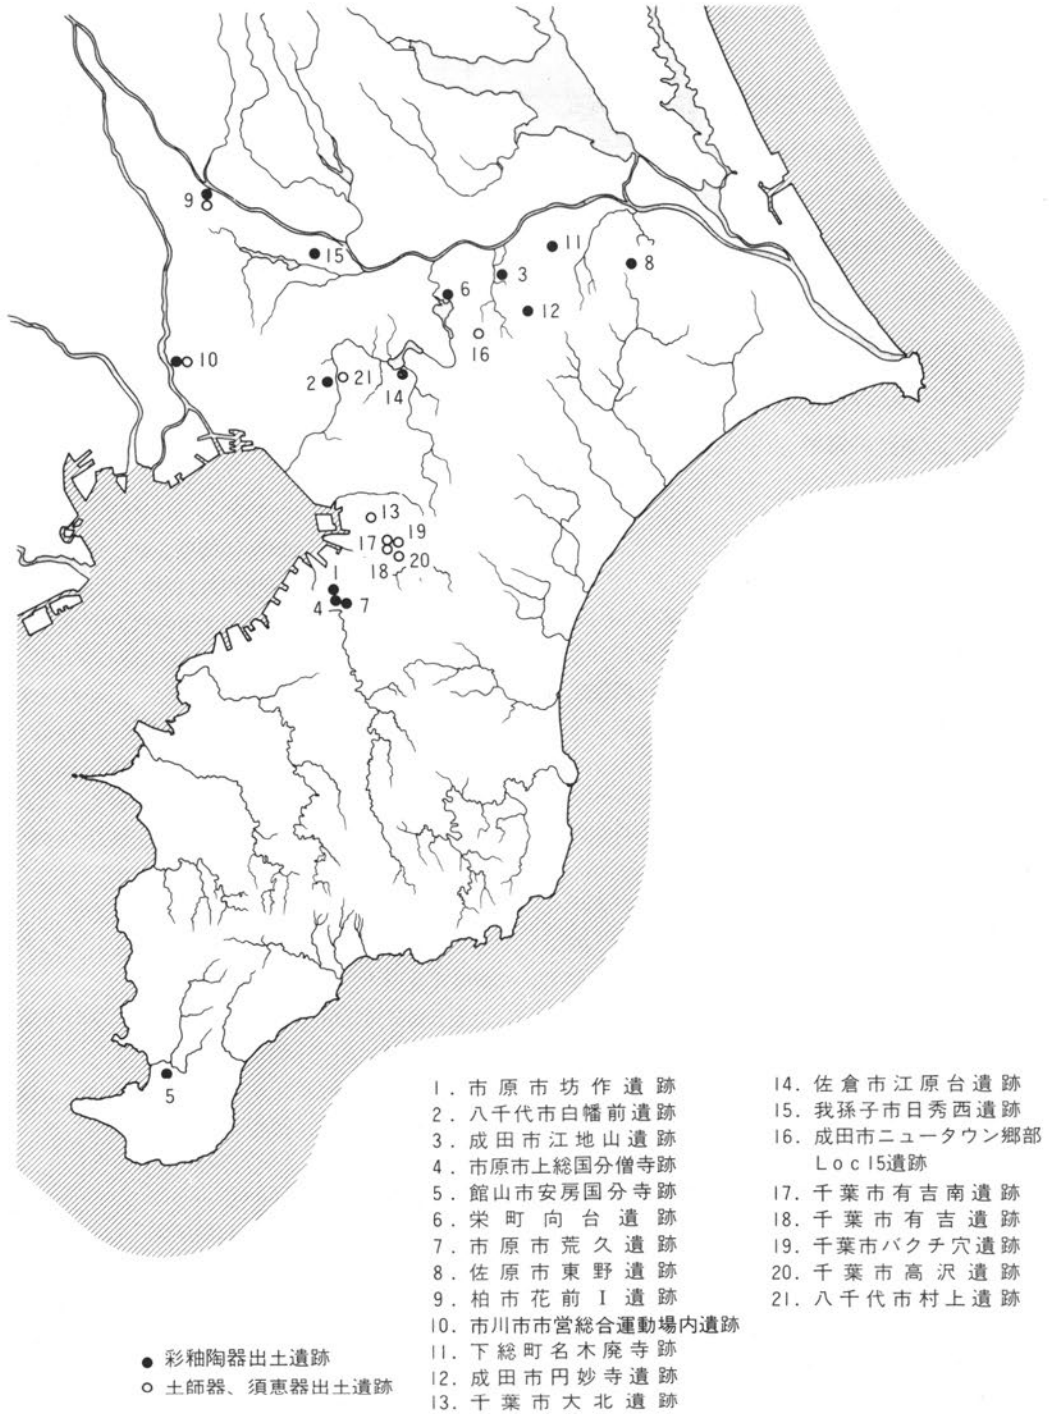 9
15
11
3
8
6
12
16
10
2
21
14
13
17
19
18
20
1
4
7
5
1. 市原市坊作遺跡
2. 八千代市白幡前遺跡
3. 成田市江地山遺跡
4. 市原市上総国分僧寺跡
5. 館山市安房国分寺跡
6. 栄町向台遺跡
7. 市原市荒久遺跡
8. 佐原市東野遺跡
9. 柏市花前Ⅰ遺跡
10. 市川市市営総合運動場内遺跡
11. 下総町名木廃寺跡
12. 成田市円妙寺遺跡
13. 千葉市大北遺跡
14. 佐倉市江原台遺跡
15. 我孫子市日秀西遺跡
16. 成田市ニュータウン郷部
Loc15遺跡
17. 千葉市有吉南遺跡
18. 千葉市有吉遺跡
19. 千葉市バクチ穴遺跡
20. 千葉市高沢遺跡
21. 八千代市村上遺跡
● 彩釉陶器出土遺跡
○ 土師器、須恵器出土遺跡